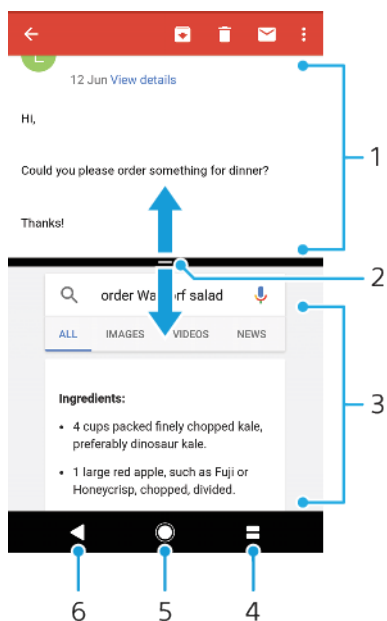 L
12 Jun View details
Hi,
Could you please order something for dinner?
Thanks!
order Wa rf salad
ALL IMAGES VIDEOS NEWS
Ingredients:
• 4 cups packed finely chopped kale,
preferably dinosaur kale.
• 1 large red apple, such as Fuji or
Honeycrisp, chopped, divided.
1
2
3
6 5 4